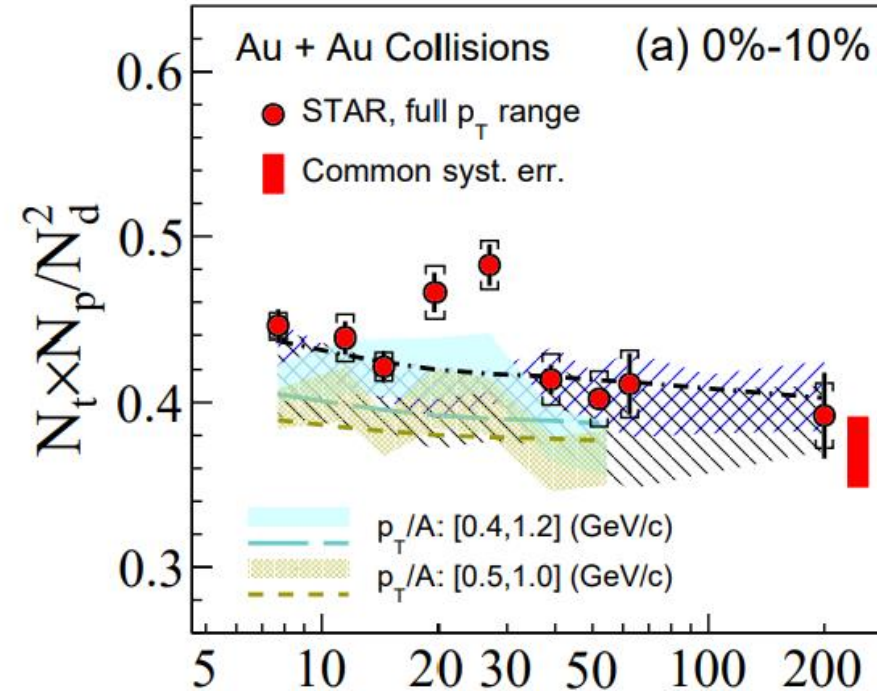 Au + Au Collisions (a) 0%-10%
STAR, full p_T range
Common syst. err.
N_t×N_p/N_d^2
0.6
0.5
0.4
0.3
p_T/A: [0.4,1.2] (GeV/c)
p_T/A: [0.5,1.0] (GeV/c)
5 10 20 30 50 100 200